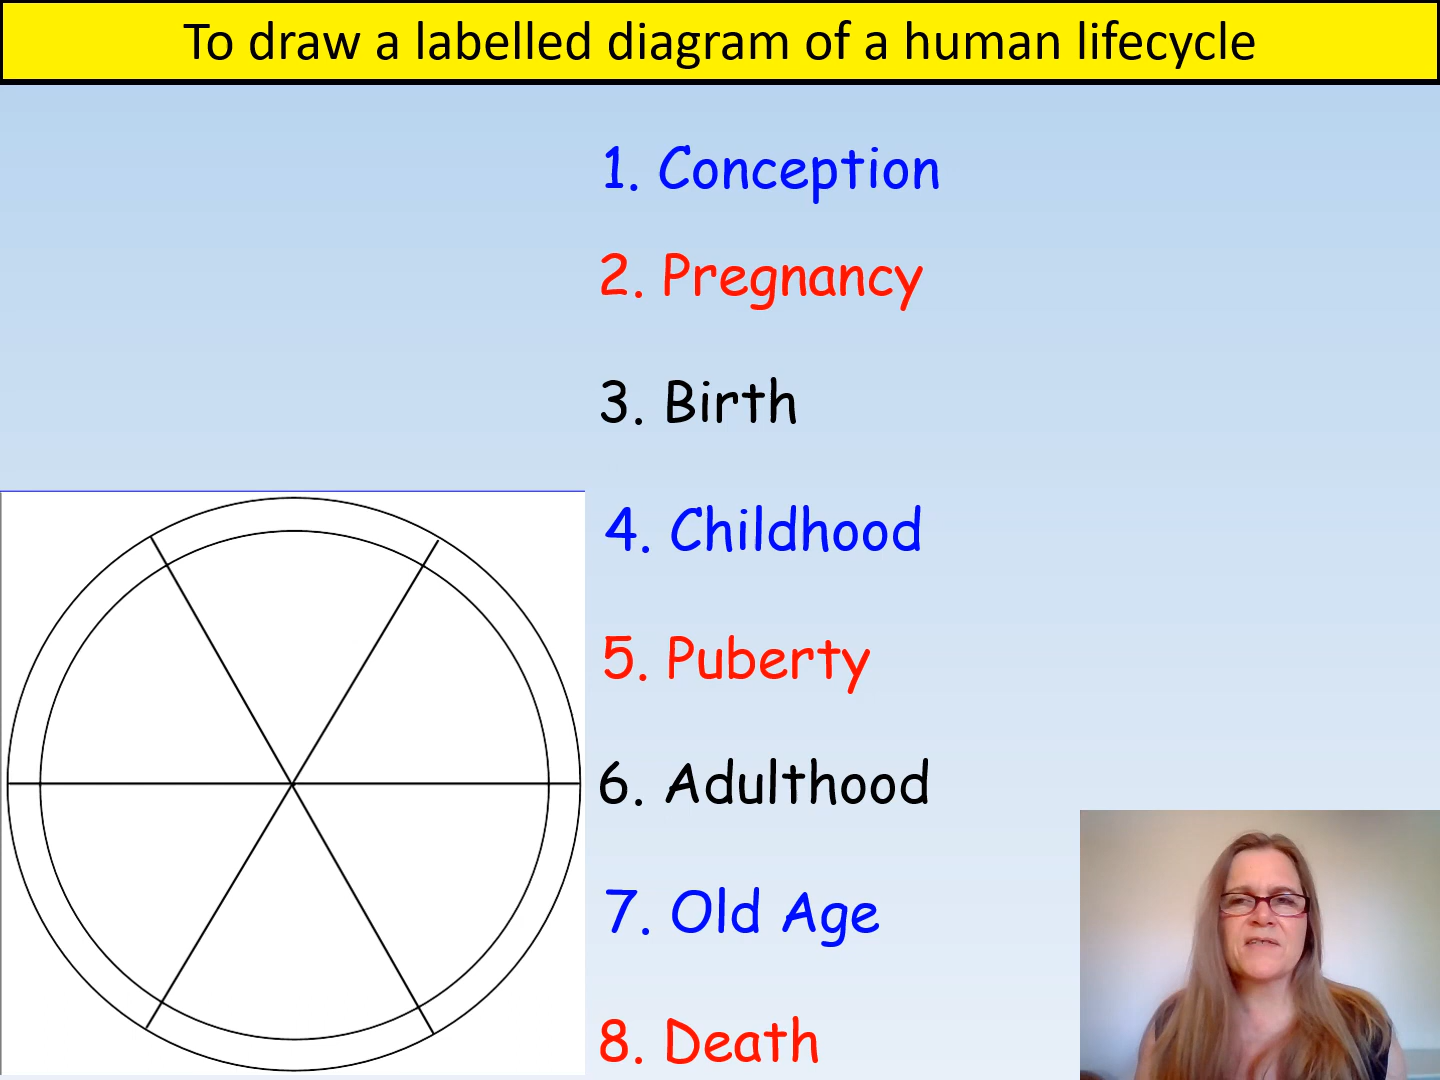 To draw a labelled diagram of a human lifecycle
1. Conception
2. Pregnancy
3. Birth
4. Childhood
5. Puberty
6. Adulthood
7. Old Age
8. Death